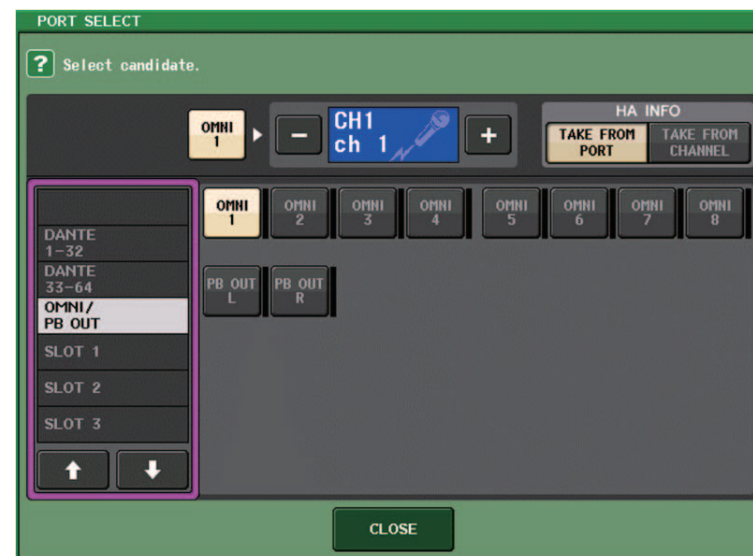 PORT SELECT
? Select candidate.
OMNI
1
−
CH1
ch 1
+
HA INFO
TAKE FROM
PORT
TAKE FROM
CHANNEL
DANTE
1-32
DANTE
33-64
OMNI/
PB OUT
SLOT 1
SLOT 2
SLOT 3
OMNI
1
OMNI
2
OMNI
3
OMNI
4
OMNI
5
OMNI
6
OMNI
7
OMNI
8
PB OUT
L
PB OUT
R
CLOSE